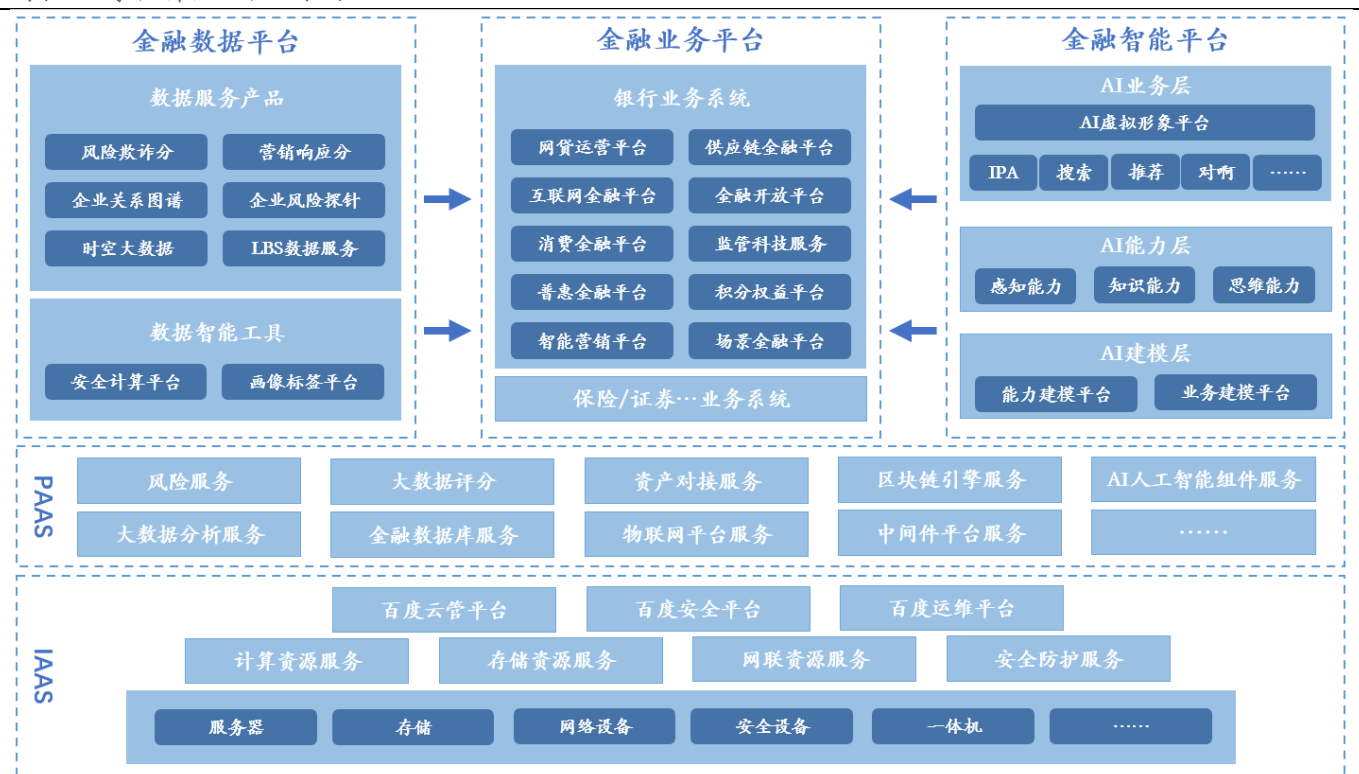 金融数据平台
数据服务产品
风险欺诈分
营销响应分
企业关系图谱
企业风险探针
时空大数据
LBS数据服务
数据智能工具
安全计算平台
画像标签平台
金融业务平台
银行业务系统
网贷运营平台
供应链金融平台
互联网金融平台
金融开放平台
消费金融平台
监管科技服务
普惠金融平台
积分权益平台
智能营销平台
场景金融平台
保险/证券…业务系统
金融智能平台
AI业务层
AI虚拟形象平台
IPA
搜索
推荐
对啊
……
AI能力层
感知能力
知识能力
思维能力
AI建模层
能力建模平台
业务建模平台
PAAS
风险服务
大数据评分
资产对接服务
区块链引擎服务
AI人工智能组件服务
大数据分析服务
金融数据库服务
物联网平台服务
中间件平台服务
……
IAAS
百度云管平台
百度安全平台
百度运维平台
计算资源服务
存储资源服务
网联资源服务
安全防护服务
服务器
存储
网络设备
安全设备
一体机
……